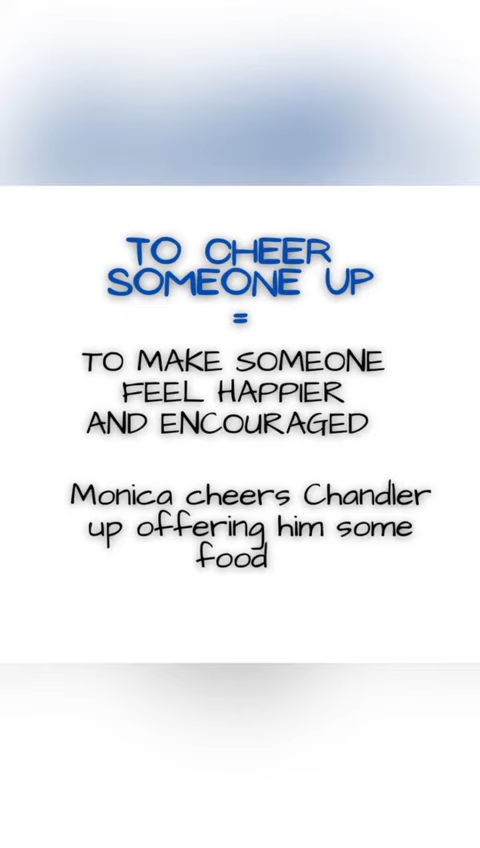 TO CHEER
SOMEONE UP
=
TO MAKE SOMEONE
FEEL HAPPIER
AND ENCOURAGED
Monica cheers Chandler
up offering him some
food